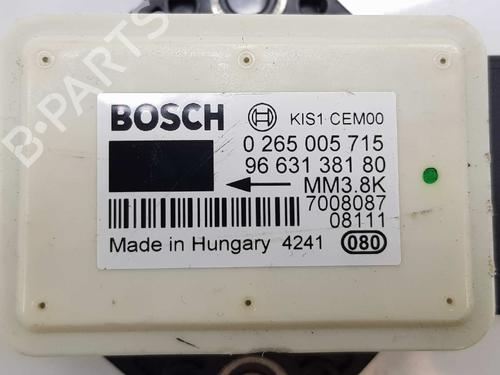 BOSCH KIS1 CEM00
0 265 005 715
96 631 381 80
MM3.8K
7008087
08111
Made in Hungary 4241 080
B-PARTS